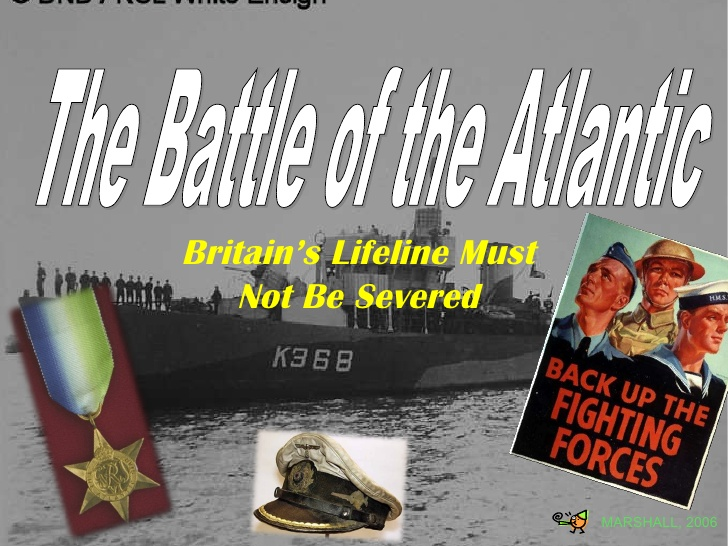 The Battle of the Atlantic
Britain's Lifeline Must
Not Be Severed
K368
H.M.S.
BACK UP THE
FIGHTING
FORCES
MARSHALL, 2006